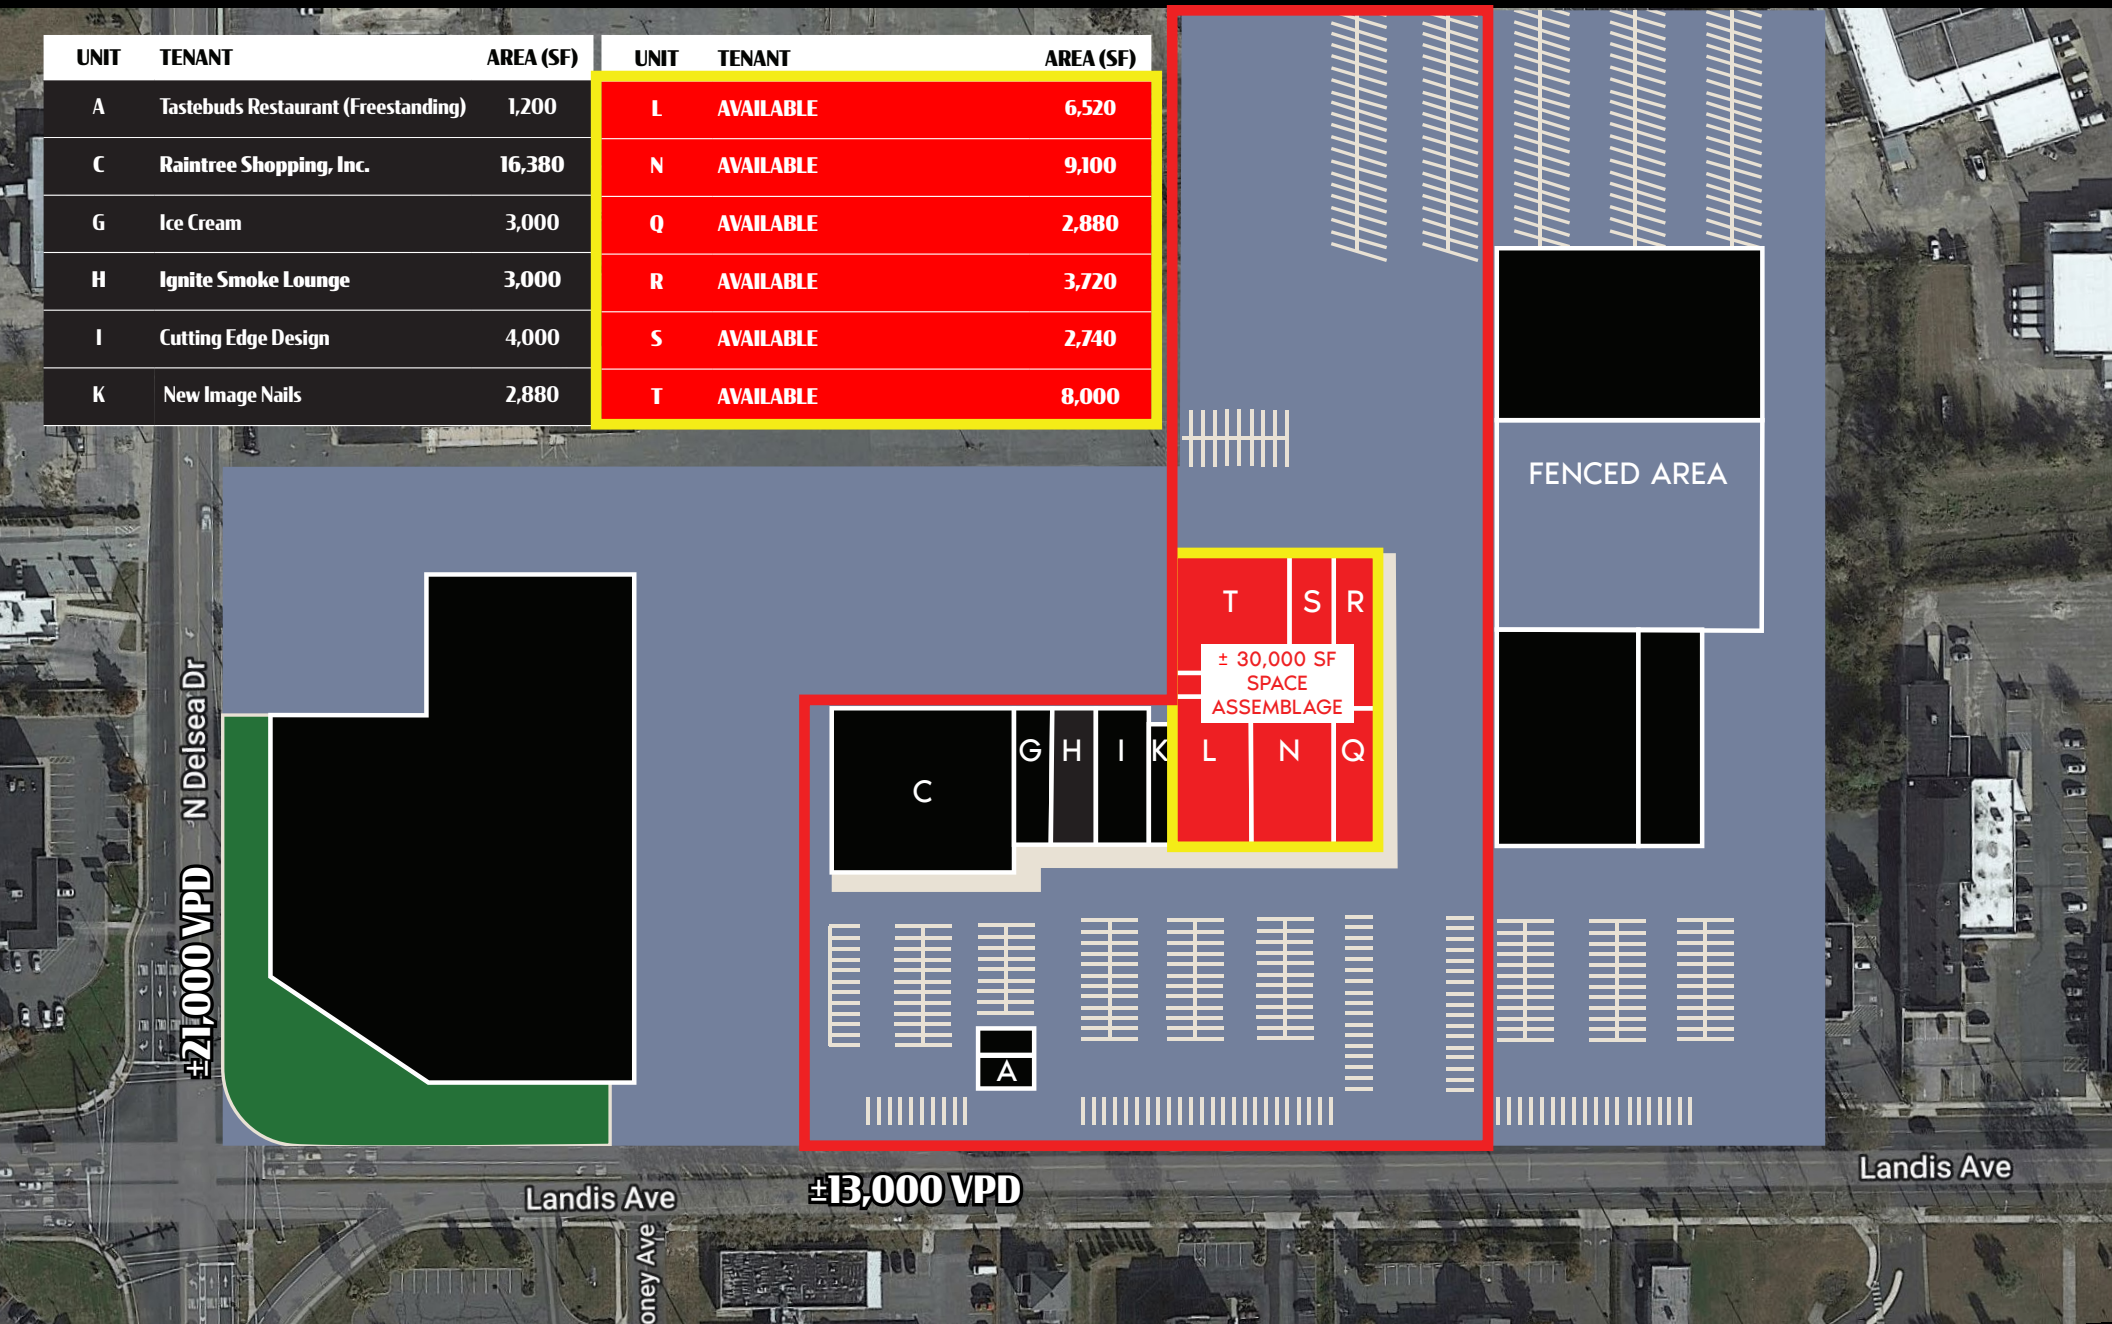 UNIT TENANT AREA (SF)
A Tastebuds Restaurant (Freestanding) 1,200
C Raintree Shopping, Inc. 16,380
G Ice Cream 3,000
H Ignite Smoke Lounge 3,000
I Cutting Edge Design 4,000
K New Image Nails 2,880
UNIT TENANT AREA (SF)
L AVAILABLE 6,520
N AVAILABLE 9,100
Q AVAILABLE 2,880
R AVAILABLE 3,720
S AVAILABLE 2,740
T AVAILABLE 8,000
FENCED AREA
T S R
± 30,000 SF
SPACE
ASSEMBLAGE
C G H I K L N Q
A
N Delsea Dr
±21,000 VPD
Landis Ave
±13,000 VPD
Landis Ave
oney Ave